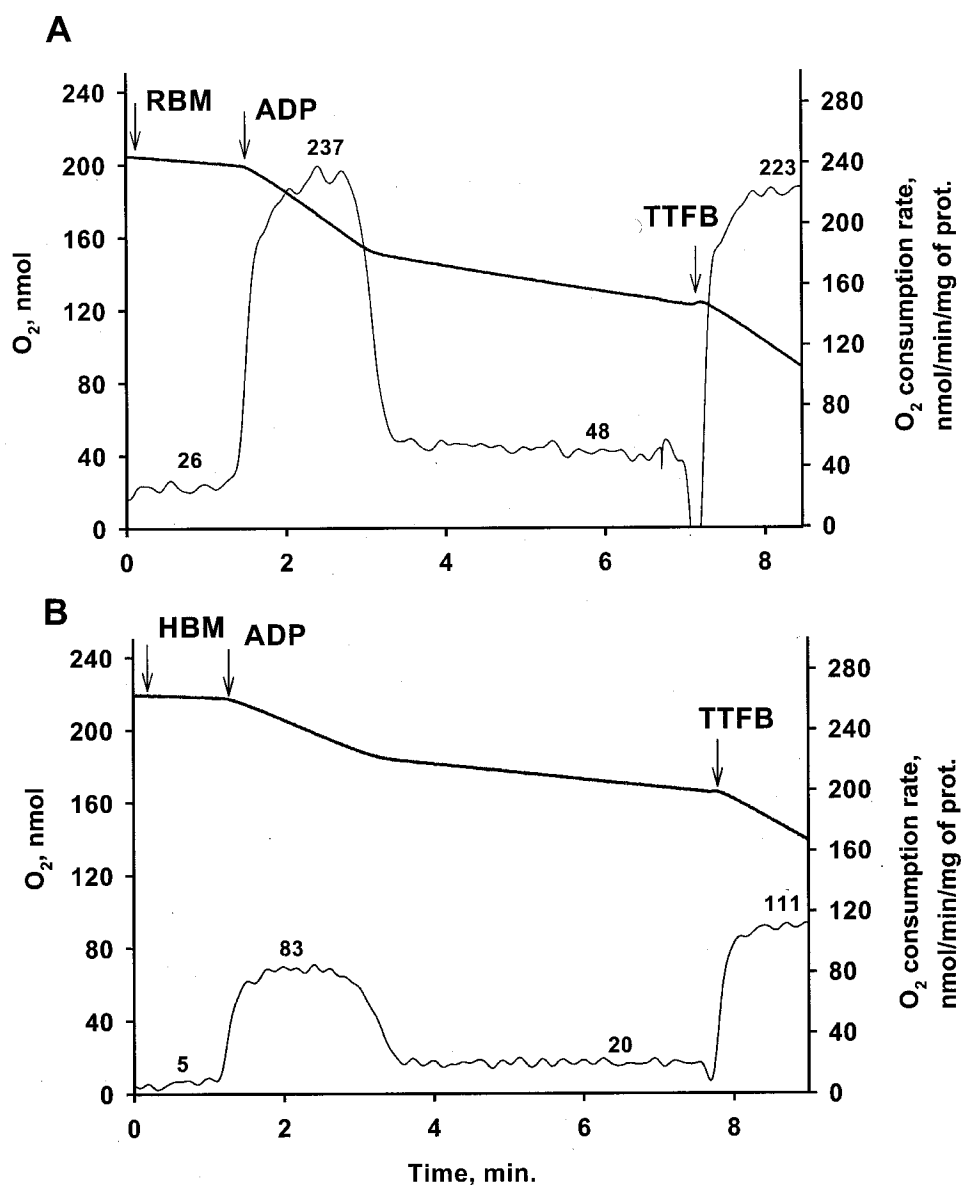 A
RBM
ADP
237
223
TTFB
26
48
240
200
160
120
80
40
0
280
240
200
160
120
80
40
0
O2, nmol
O2 consumption rate,
nmol/min/mg of prot.
0 2 4 6 8
B
HBM
ADP
TTFB
83
111
5
20
240
200
160
120
80
40
0
280
240
200
160
120
80
40
0
O2, nmol
O2 consumption rate,
nmol/min/mg of prot.
0 2 4 6 8
Time, min.